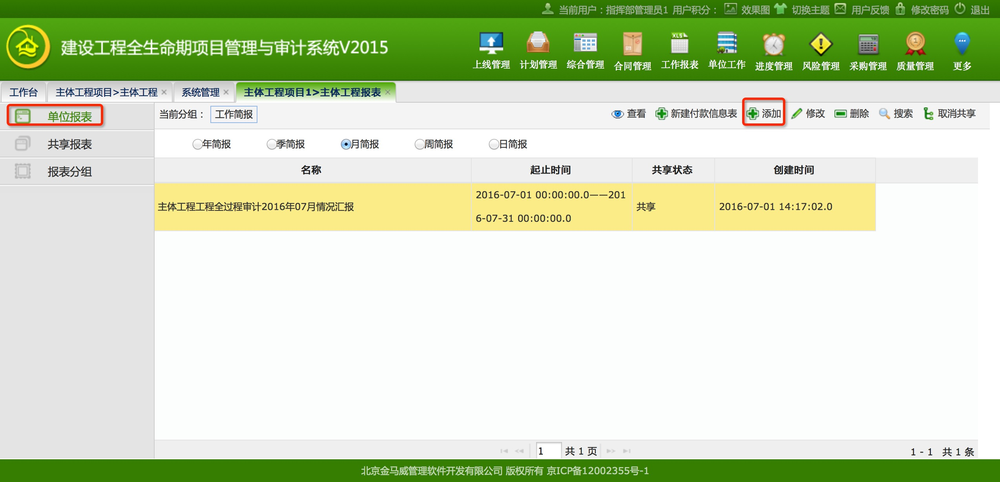 当前用户：指挥部管理员1 用户积分： 效果图 切换主题 用户反馈 修改密码 退出
建设工程全生命期项目管理与审计系统V2015
上线管理 计划管理 综合管理 合同管理 工作报表 单位工作 进度管理 风险管理 采购管理 质量管理 更多
工作台 主体工程项目>主体工程 系统管理 主体工程项目1>主体工程报表
单位报表
共享报表
报表分组
当前分组： 工作简报 查看 新建付款信息表 添加 修改 删除 搜索 取消共享
年简报 季简报 月简报 周简报 日简报
名称 起止时间 共享状态 创建时间
主体工程工程全过程审计2016年07月情况汇报 2016-07-01 00:00:00.0——201
6-07-31 00:00:00.0 共享 2016-07-01 14:17:02.0
1 共 1 页 1 - 1 共 1 条
北京金马威管理软件开发有限公司 版权所有 京ICP备12002355号-1